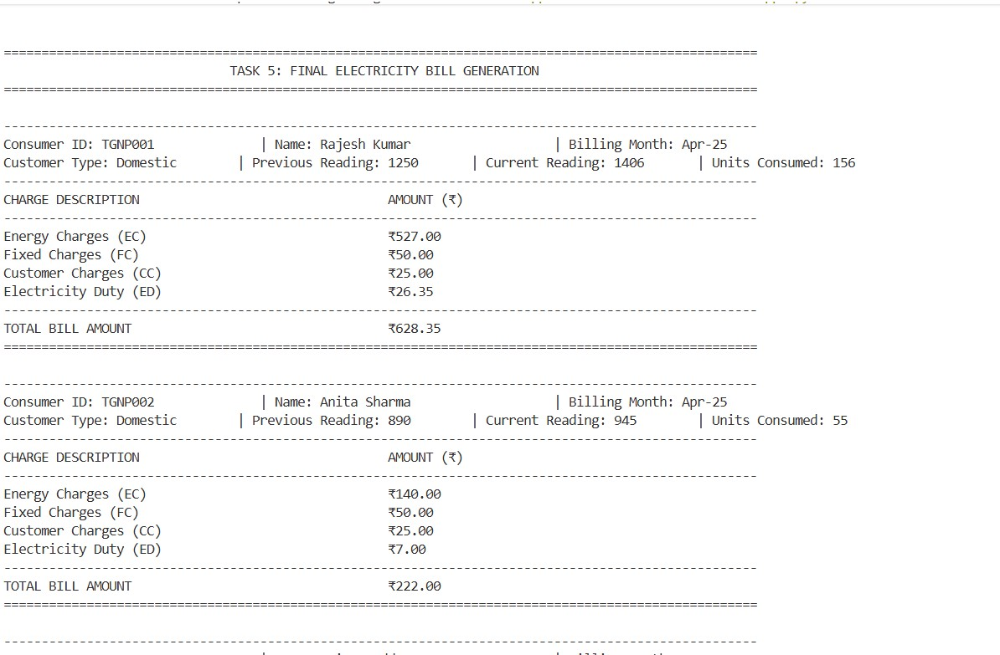 ================================================================================
TASK 5: FINAL ELECTRICITY BILL GENERATION
================================================================================
--------------------------------------------------------------------------------
Consumer ID: TGNP001 | Name: Rajesh Kumar | Billing Month: Apr-25
Customer Type: Domestic | Previous Reading: 1250 | Current Reading: 1406 | Units Consumed: 156
--------------------------------------------------------------------------------
CHARGE DESCRIPTION AMOUNT (₹)
--------------------------------------------------------------------------------
Energy Charges (EC) ₹527.00
Fixed Charges (FC) ₹50.00
Customer Charges (CC) ₹25.00
Electricity Duty (ED) ₹26.35
--------------------------------------------------------------------------------
TOTAL BILL AMOUNT ₹628.35
================================================================================
--------------------------------------------------------------------------------
Consumer ID: TGNP002 | Name: Anita Sharma | Billing Month: Apr-25
Customer Type: Domestic | Previous Reading: 890 | Current Reading: 945 | Units Consumed: 55
--------------------------------------------------------------------------------
CHARGE DESCRIPTION AMOUNT (₹)
--------------------------------------------------------------------------------
Energy Charges (EC) ₹140.00
Fixed Charges (FC) ₹50.00
Customer Charges (CC) ₹25.00
Electricity Duty (ED) ₹7.00
--------------------------------------------------------------------------------
TOTAL BILL AMOUNT ₹222.00
================================================================================
--------------------------------------------------------------------------------